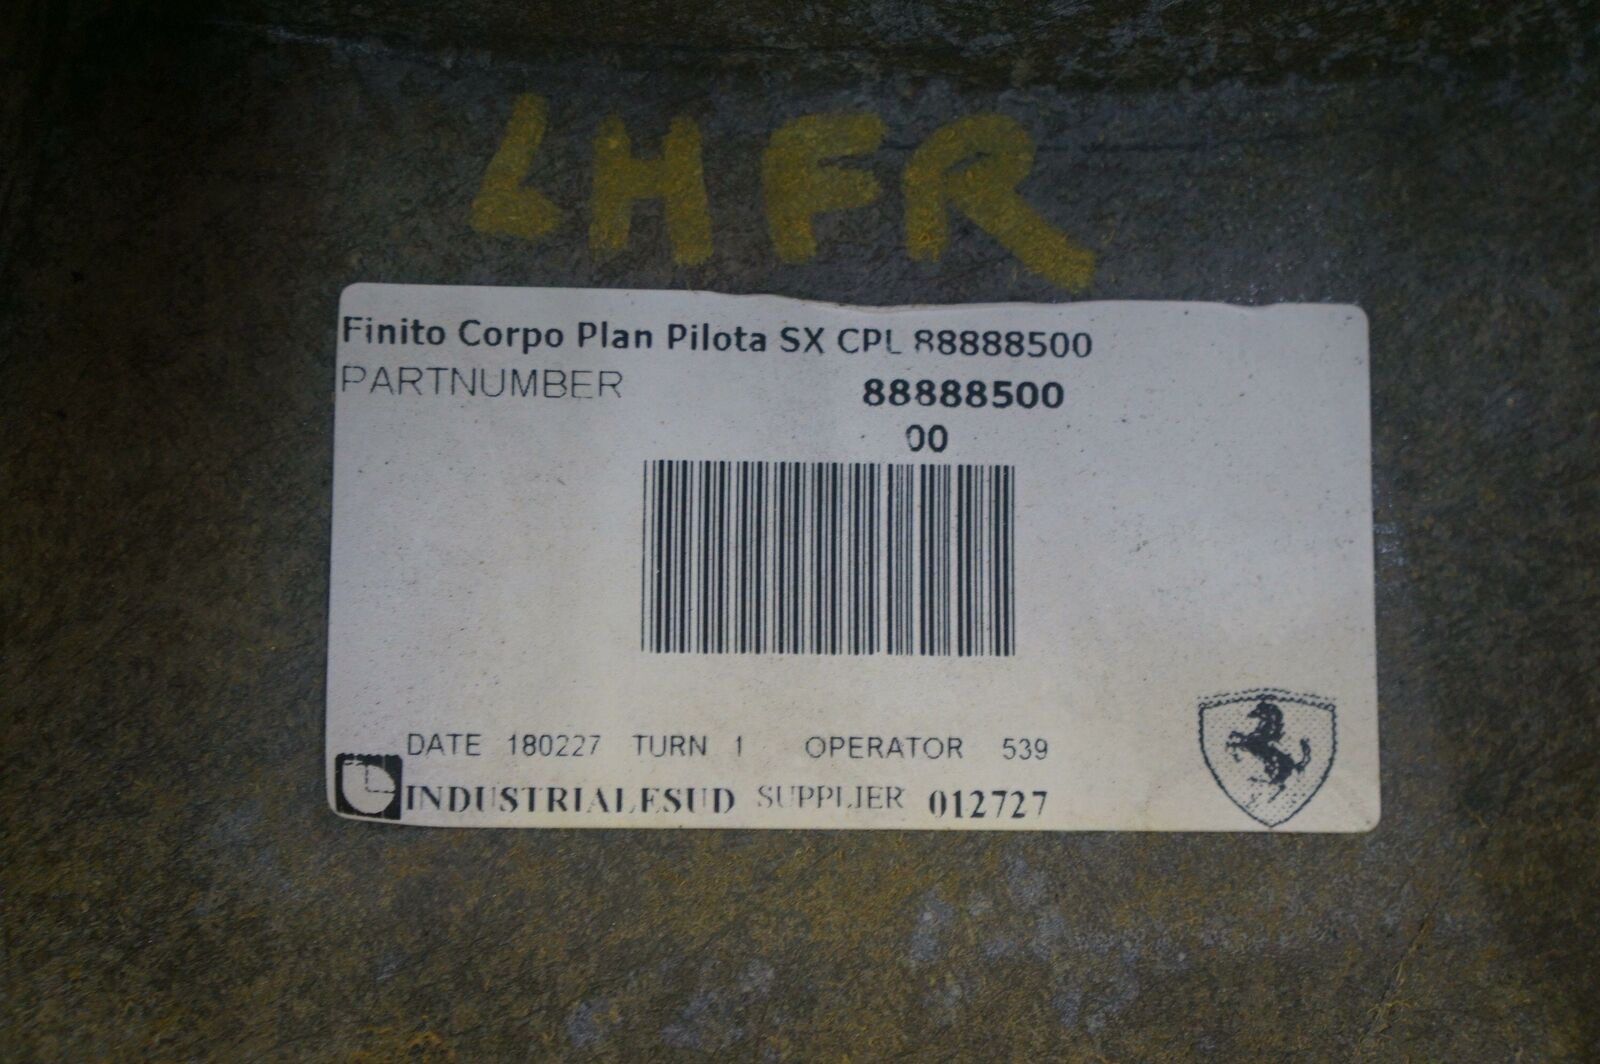 LHFR
Finito Corpo Plan Pilota SX CPL 88888500
PARTNUMBER 88888500
00
DATE 180227 TURN 1 OPERATOR 539
INDUSTRIALESUD SUPPLIER 012727